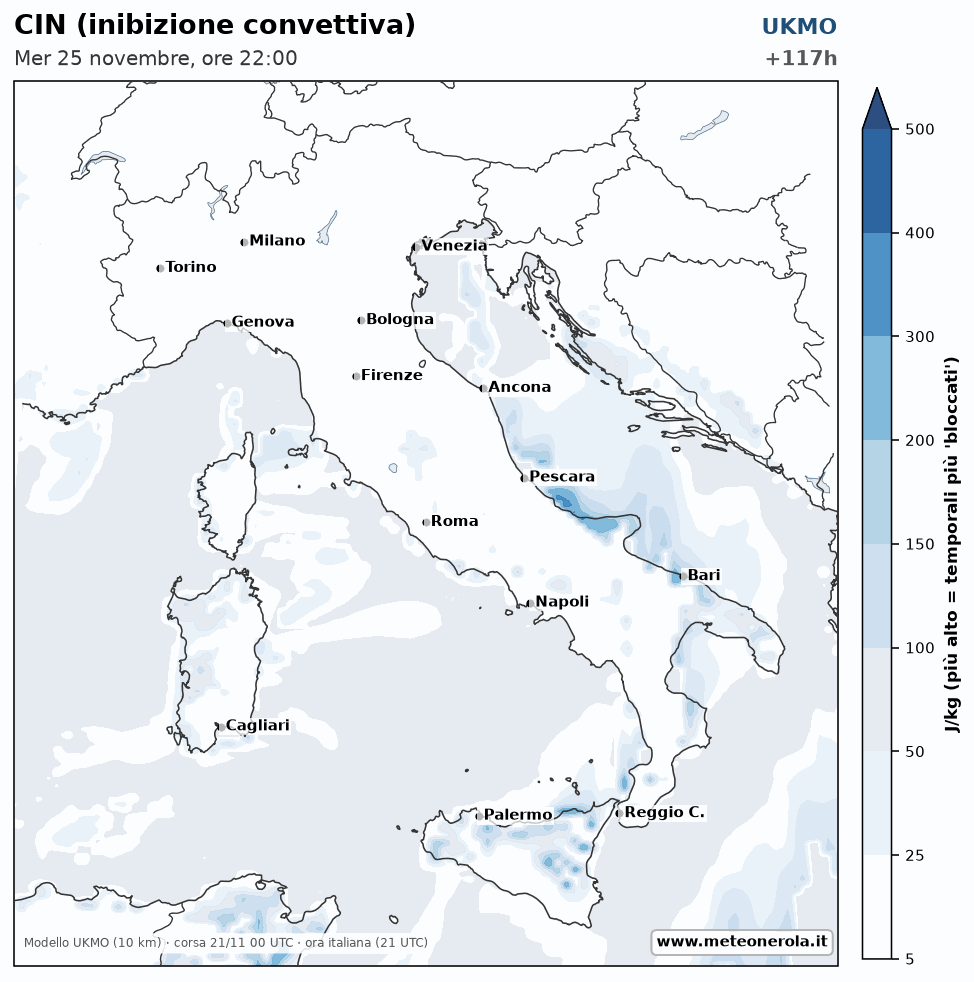 CIN (inibizione convettiva)
UKMO
Mer 25 novembre, ore 22:00
+117h
Milano
Venezia
Torino
Genova
Bologna
Firenze
Ancona
Pescara
Roma
Bari
Napoli
Cagliari
Palermo
Reggio C.
500
400
300
200
150
100
50
25
5
J/kg (più alto = temporali più 'bloccati')
Modello UKMO (10 km) · corsa 21/11 00 UTC · ora italiana (21 UTC)
www.meteonerola.it